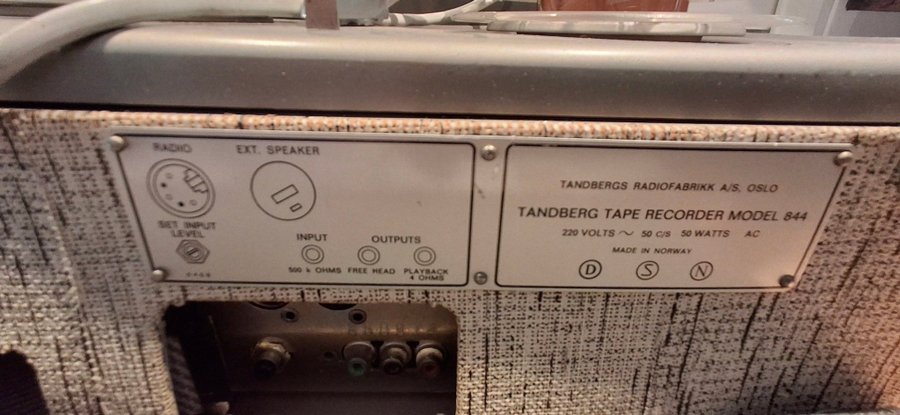 RADIO
EXT. SPEAKER
SET INPUT
LEVEL
INPUT
OUTPUTS
500 k OHMS
FREE HEAD
PLAYBACK
4 OHMS
TANDBERGS RADIOFABRIKK A/S, OSLO
TANDBERG TAPE RECORDER MODEL 844
220 VOLTS ~ 50 C/S 50 WATTS AC
MADE IN NORWAY
D S N